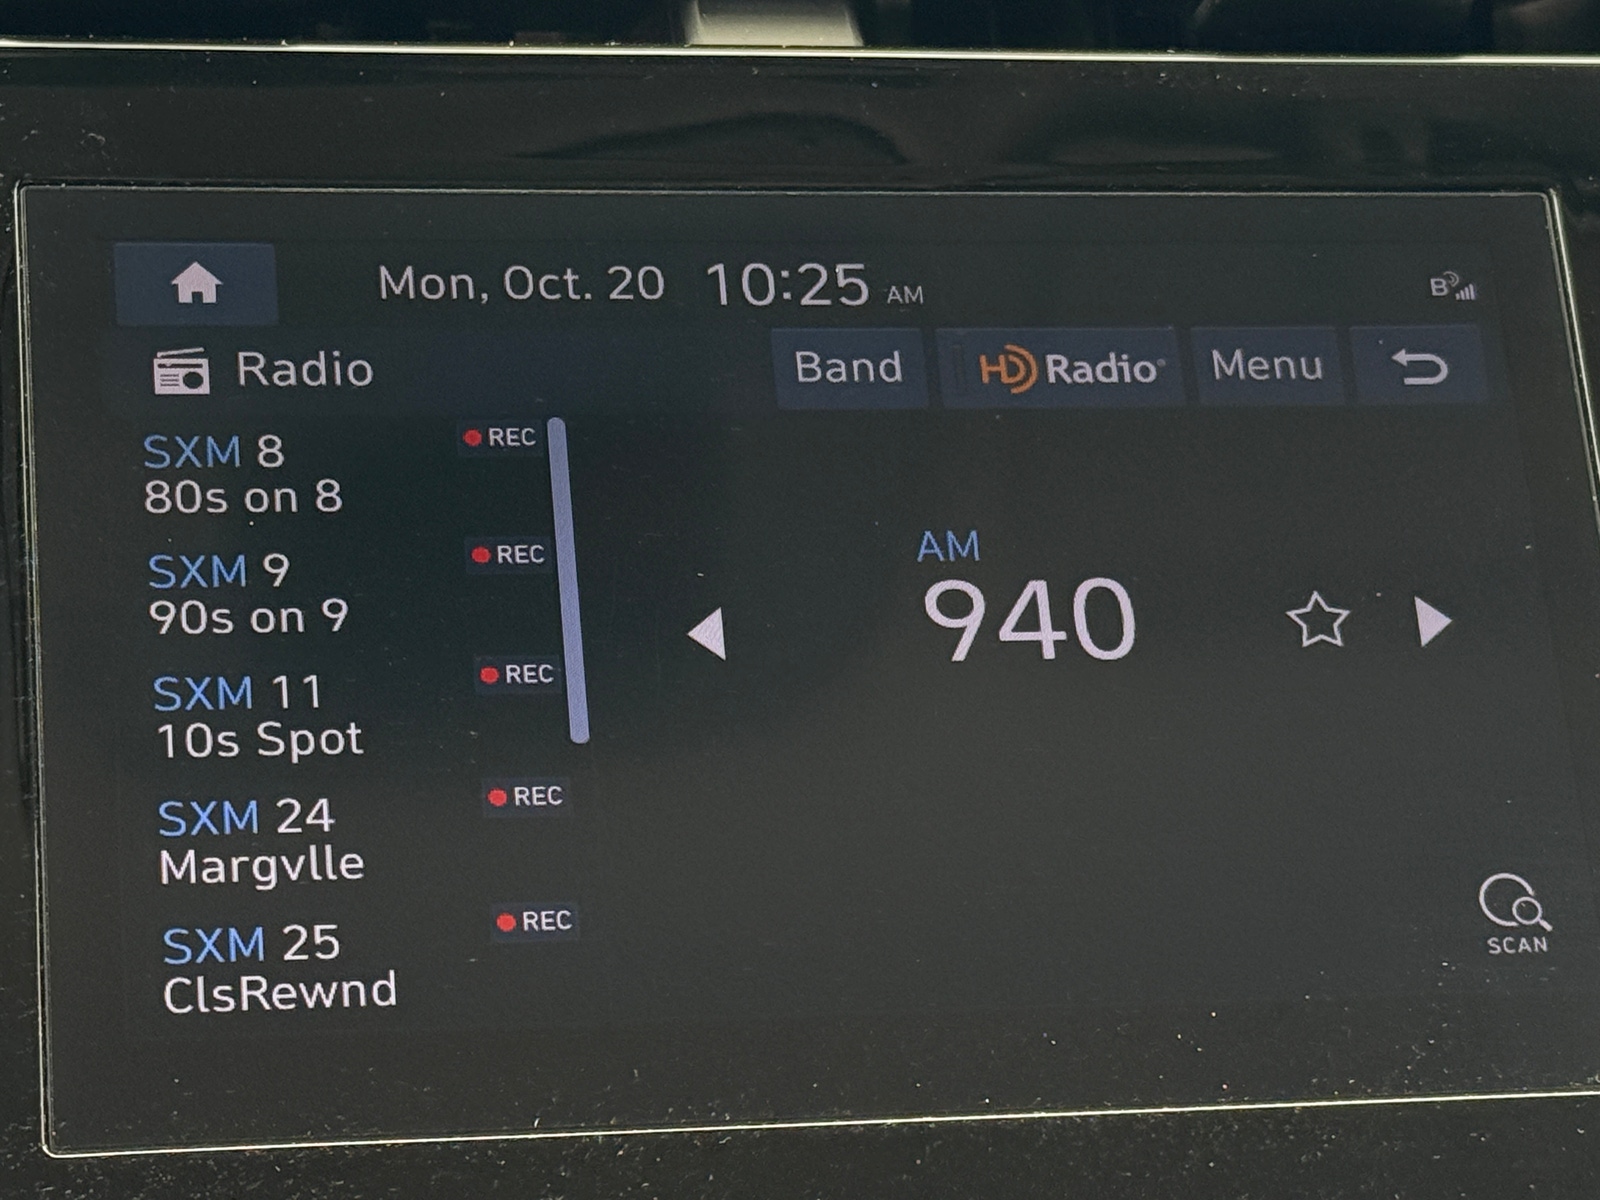 Mon, Oct. 20 10:25 AM
B
Radio
Band HD Radio® Menu
SXM 8 REC
80s on 8
SXM 9 REC
90s on 9
SXM 11 REC
10s Spot
SXM 24 REC
Margvlle
SXM 25 REC
ClsRewnd
AM
940
SCAN